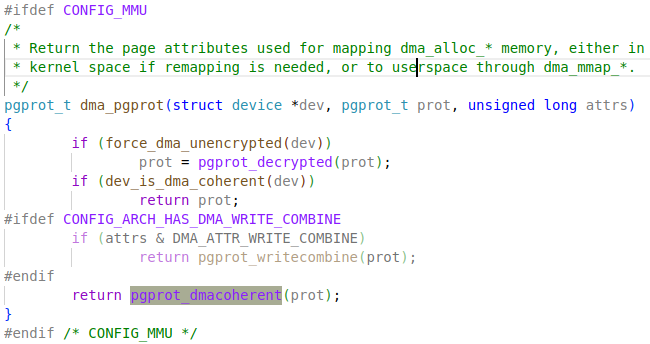 #ifdef CONFIG_MMU
/*
 * Return the page attributes used for mapping dma_alloc_* memory, either in
 * kernel space if remapping is needed, or to userspace through dma_mmap_*.
 */
pgprot_t dma_pgprot(struct device *dev, pgprot_t prot, unsigned long attrs)
{
        if (force_dma_unencrypted(dev))
                prot = pgprot_decrypted(prot);
        if (dev_is_dma_coherent(dev))
                return prot;
#ifdef CONFIG_ARCH_HAS_DMA_WRITE_COMBINE
        if (attrs & DMA_ATTR_WRITE_COMBINE)
                return pgprot_writecombine(prot);
#endif
        return pgprot_dmacoherent(prot);
}
#endif /* CONFIG_MMU */